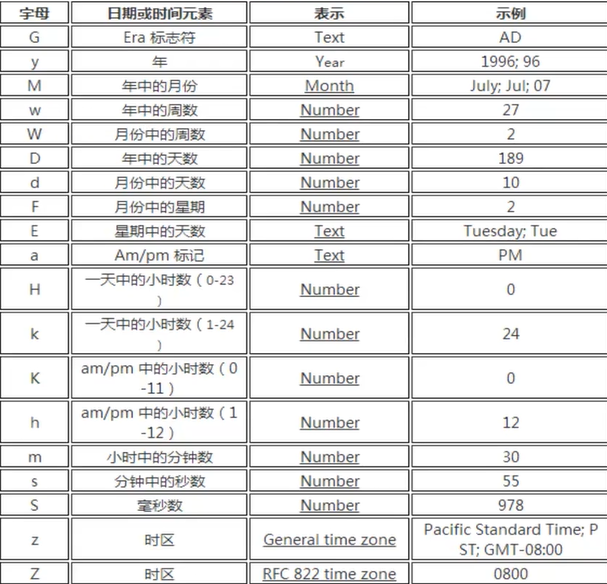 字母 日期或时间元素 表示 示例
G Era 标志符 Text AD
y 年 Year 1996; 96
M 年中的月份 Month July; Jul; 07
w 年中的周数 Number 27
W 月份中的周数 Number 2
D 年中的天数 Number 189
d 月份中的天数 Number 10
F 月份中的星期 Number 2
E 星期中的天数 Text Tuesday; Tue
a Am/pm 标记 Text PM
H 一天中的小时数（0-23 Number 0
）
k 一天中的小时数（1-24 Number 24
）
K am/pm 中的小时数（0 Number 0
-11）
h am/pm 中的小时数（1 Number 12
-12）
m 小时中的分钟数 Number 30
s 分钟中的秒数 Number 55
S 毫秒数 Number 978
z 时区 General time zone Pacific Standard Time; P
ST; GMT-08:00
Z 时区 RFC 822 time zone 0800